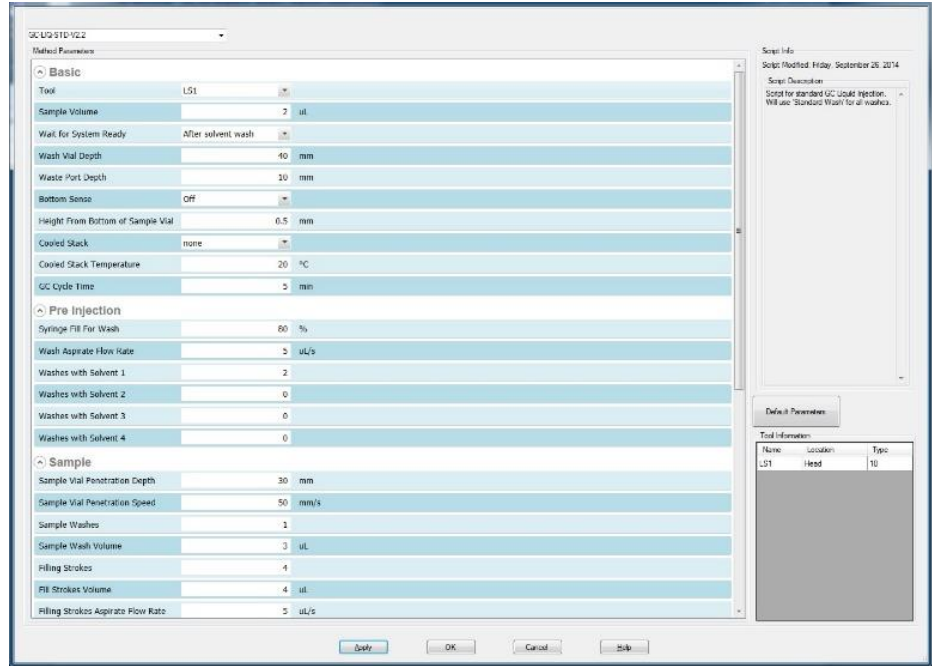 GC-LIQ-STD-V2.2
Method Parameters
Basic
Tool LS1
Sample Volume 2 uL
Wait for System Ready After solvent wash
Wash Vial Depth 40 mm
Waste Port Depth 10 mm
Bottom Sense Off
Height From Bottom of Sample Vial 0.5 mm
Cooled Stack none
Cooled Stack Temperature 20 °C
GC Cycle Time 5 min
Pre Injection
Syringe Fill For Wash 80 %
Wash Aspirate Flow Rate 5 uL/s
Washes with Solvent 1 2
Washes with Solvent 2 0
Washes with Solvent 3 0
Washes with Solvent 4 0
Sample
Sample Vial Penetration Depth 30 mm
Sample Vial Penetration Speed 50 mm/s
Sample Washes 1
Sample Wash Volume 3 uL
Filling Strokes 4
Fill Strokes Volume 4 uL
Filling Strokes Aspirate Flow Rate 5 uL/s
Script Info
Script Modified: Friday, September 26, 2014
Script Description
Script for standard GC Liquid Injection.
Will use 'Standard Wash' for all washes.
Default Parameters
Tool Information
Name Location Type
LS1 Head 10
Apply OK Cancel Help